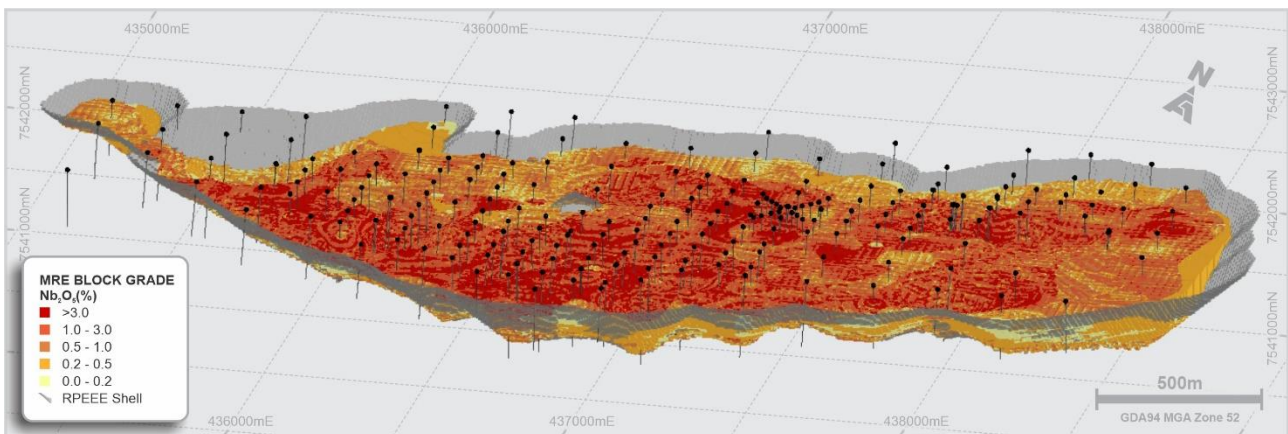 435000mE
436000mE
437000mE
438000mE
N
7542000mN
7543000mN
7541000mN
7542000mN
7541000mN
MRE BLOCK GRADE
Nb₂O₅(%)
>3.0
1.0 - 3.0
0.5 - 1.0
0.2 - 0.5
0.0 - 0.2
RPEEE Shell
436000mE
437000mE
438000mE
500m
GDA94 MGA Zone 52